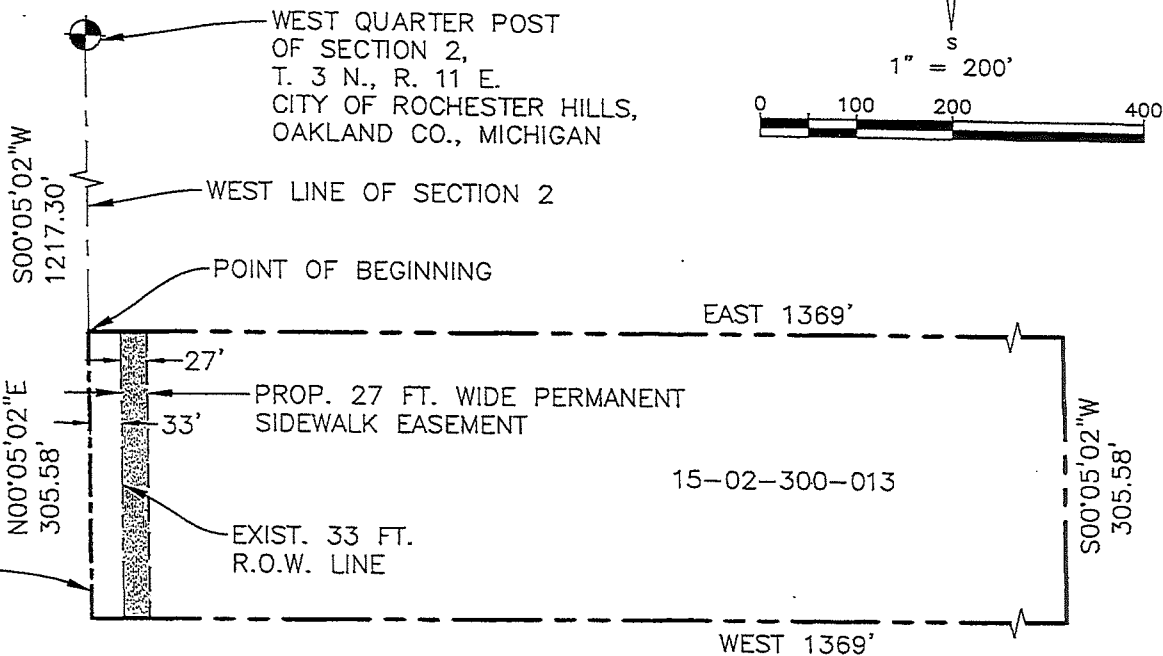 WEST QUARTER POST
OF SECTION 2,
T. 3 N., R. 11 E.
CITY OF ROCHESTER HILLS,
OAKLAND CO., MICHIGAN
S
1" = 200'
0 100 200 400
S00°05'02"W
1217.30'
WEST LINE OF SECTION 2
POINT OF BEGINNING
EAST 1369'
27'
PROP. 27 FT. WIDE PERMANENT
SIDEWALK EASEMENT
33'
N00°05'02"E
305.58'
15-02-300-013
S00°05'02"W
305.58'
EXIST. 33 FT.
R.O.W. LINE
WEST 1369'